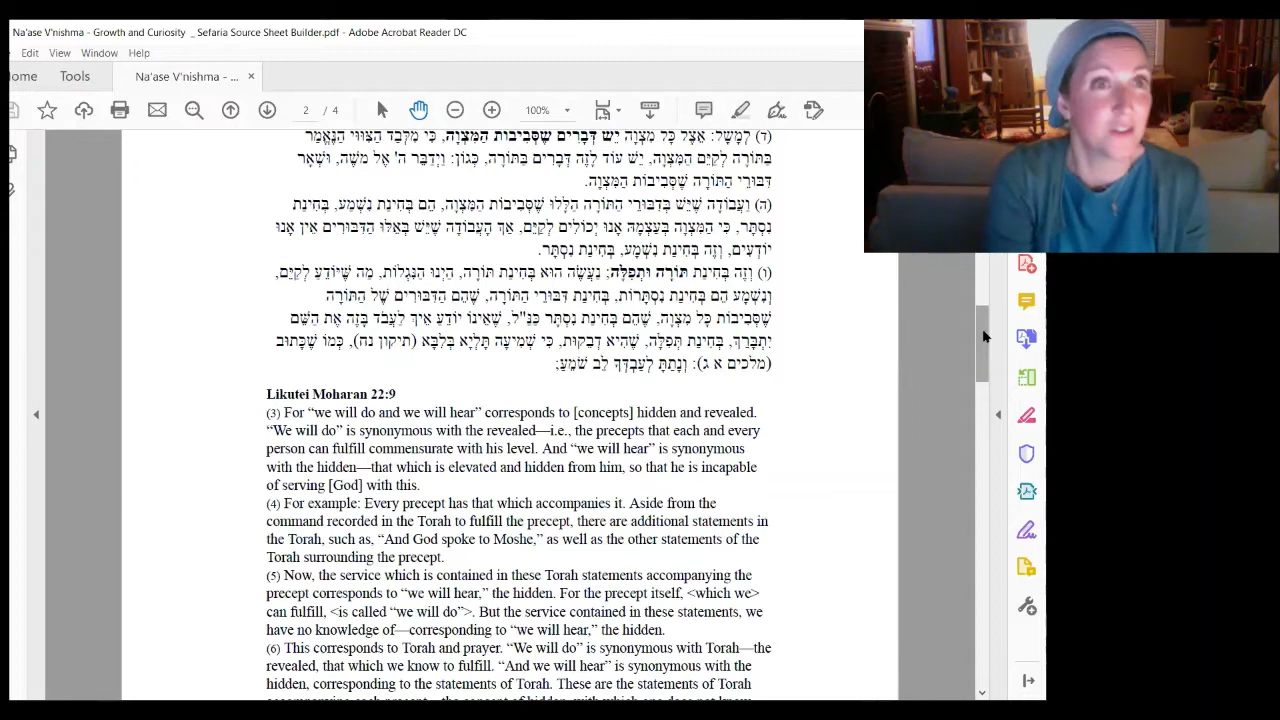 Na'ase V'nishma - Growth and Curiosity _ Sefaria Source Sheet Builder.pdf - Adobe Acrobat Reader DC
Edit View Window Help
ome Tools Na'ase V'nishma - ... ×
2 / 4 100%
(ד) לְמָשָׁל: אֵצֶל כָּל מִצְוָה יֵשׁ דְּבָרִים שֶׁסְּבִיבוֹת הַמִּצְוָה, כִּי מִלְּבַד הַצִּוּוּי הַנֶּאֱמָר
בַּתּוֹרָה לְקַיֵּם הַמִּצְוָה, יֵשׁ עוֹד לָזֶה דְּבָרִים בַּתּוֹרָה, כְּגוֹן: וַיְדַבֵּר ה' אֶל מֹשֶׁה, וּשְׁאָר
דִּבּוּרֵי הַתּוֹרָה שֶׁסְּבִיבוֹת הַמִּצְוָה.
(ה) וַעֲבוֹדָה שֶׁיֵּשׁ בְּדִבּוּרֵי הַתּוֹרָה הַלָּלוּ שֶׁסְּבִיבוֹת הַמִּצְוָה, הֵם בְּחִינַת נִשְׁמַע, בְּחִינַת
נִסְתָּר, כִּי הַמִּצְוָה בְּעַצְמָהּ אָנוּ יְכוֹלִים לְקַיֵּם, אַךְ הָעֲבוֹדָה שֶׁיֵּשׁ בְּאֵלּוּ הַדִּבּוּרִים אֵין אָנוּ
יוֹדְעִים, וְזֶה בְּחִינַת נִשְׁמַע, בְּחִינַת נִסְתָּר.
(ו) וְזֶה בְּחִינַת תּוֹרָה וּתְפִלָּה; נַעֲשֶׂה הוּא בְּחִינַת תּוֹרָה, הַיְנוּ הַנִּגְלוֹת, מַה שֶּׁיּוֹדֵעַ לְקַיֵּם,
וְנִשְׁמַע הֵם בְּחִינַת נִסְתָּרוֹת, בְּחִינַת דִּבּוּרֵי הַתּוֹרָה, שֶׁהֵם הַדִּבּוּרִים שֶׁל הַתּוֹרָה
שֶׁסְּבִיבוֹת כָּל מִצְוָה, שֶׁהֵם בְּחִינַת נִסְתָּר כַּנַּ"ל, שֶׁאֵינוֹ יוֹדֵעַ אֵיךְ לַעֲבֹד בָּזֶה אֶת הַשֵּׁם
יִתְבָּרַךְ, בְּחִינַת תְּפִלָּה, שֶׁהִיא דְבֵקוּת, כִּי שְׁמִיעָה תַּלְיָא בְּלִבָּא (תיקון נח), כְּמוֹ שֶׁכָּתוּב
(מלכים א ג): וְנָתַתָּ לְעַבְדְּךָ לֵב שֹׁמֵעַ;
Likutei Moharan 22:9
(3) For “we will do and we will hear” corresponds to [concepts] hidden and revealed.
“We will do” is synonymous with the revealed—i.e., the precepts that each and every
person can fulfill commensurate with his level. And “we will hear” is synonymous
with the hidden—that which is elevated and hidden from him, so that he is incapable
of serving [God] with this.
(4) For example: Every precept has that which accompanies it. Aside from the
command recorded in the Torah to fulfill the precept, there are additional statements in
the Torah, such as, “And God spoke to Moshe,” as well as the other statements of the
Torah surrounding the precept.
(5) Now, the service which is contained in these Torah statements accompanying the
precept corresponds to “we will hear,” the hidden. For the precept itself, <which we>
can fulfill, <is called “we will do”>. But the service contained in these statements, we
have no knowledge of—corresponding to “we will hear,” the hidden.
(6) This corresponds to Torah and prayer. “We will do” is synonymous with Torah—the
revealed, that which we know to fulfill. “And we will hear” is synonymous with the
hidden, corresponding to the statements of Torah. These are the statements of Torah